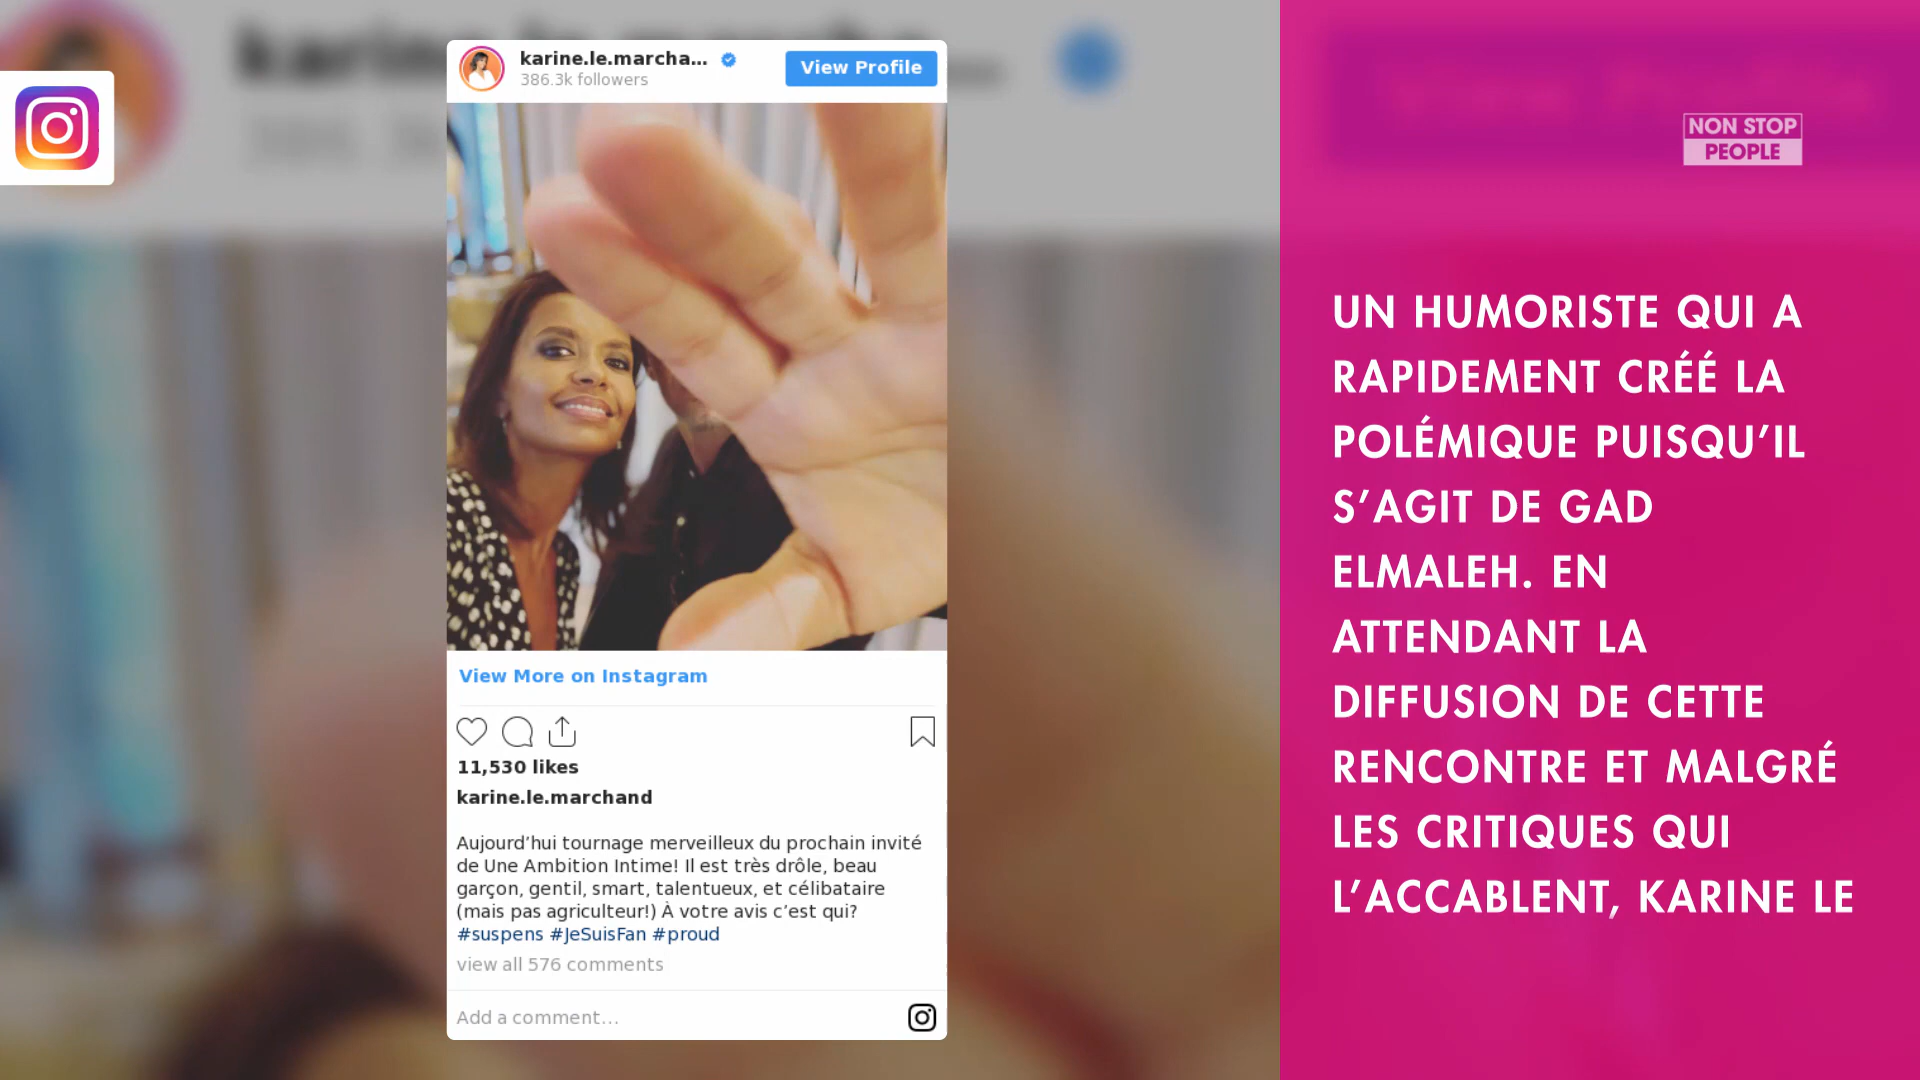 karine.le.marcha...
386.3k followers
View Profile
View More on Instagram
11,530 likes
karine.le.marchand
Aujourd’hui tournage merveilleux du prochain invité
de Une Ambition Intime! Il est très drôle, beau
garçon, gentil, smart, talentueux, et célibataire
(mais pas agriculteur!) À votre avis c’est qui?
#suspens #JeSuisFan #proud
view all 576 comments
Add a comment...
NON STOP
PEOPLE
UN HUMORISTE QUI A
RAPIDEMENT CRÉÉ LA
POLÉMIQUE PUISQU’IL
S’AGIT DE GAD
ELMALEH. EN
ATTENDANT LA
DIFFUSION DE CETTE
RENCONTRE ET MALGRÉ
LES CRITIQUES QUI
L’ACCABLENT, KARINE LE